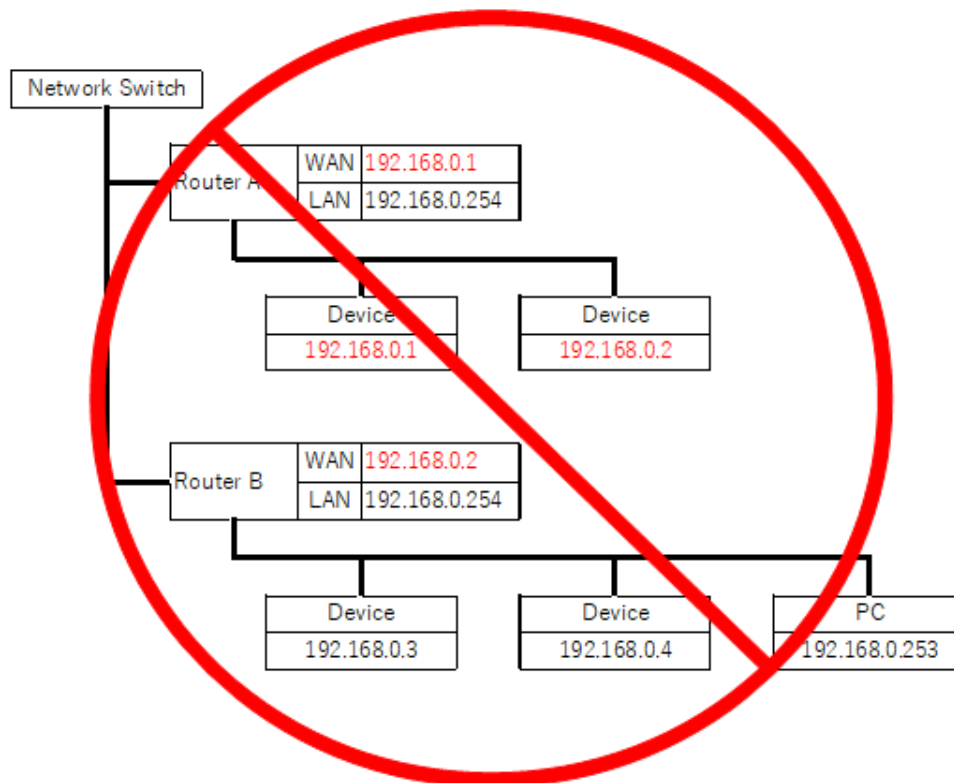 Network Switch
Router A
WAN 192.168.0.1
LAN 192.168.0.254
Device Device
192.168.0.1 192.168.0.2
Router B
WAN 192.168.0.2
LAN 192.168.0.254
Device Device PC
192.168.0.3 192.168.0.4 192.168.0.253